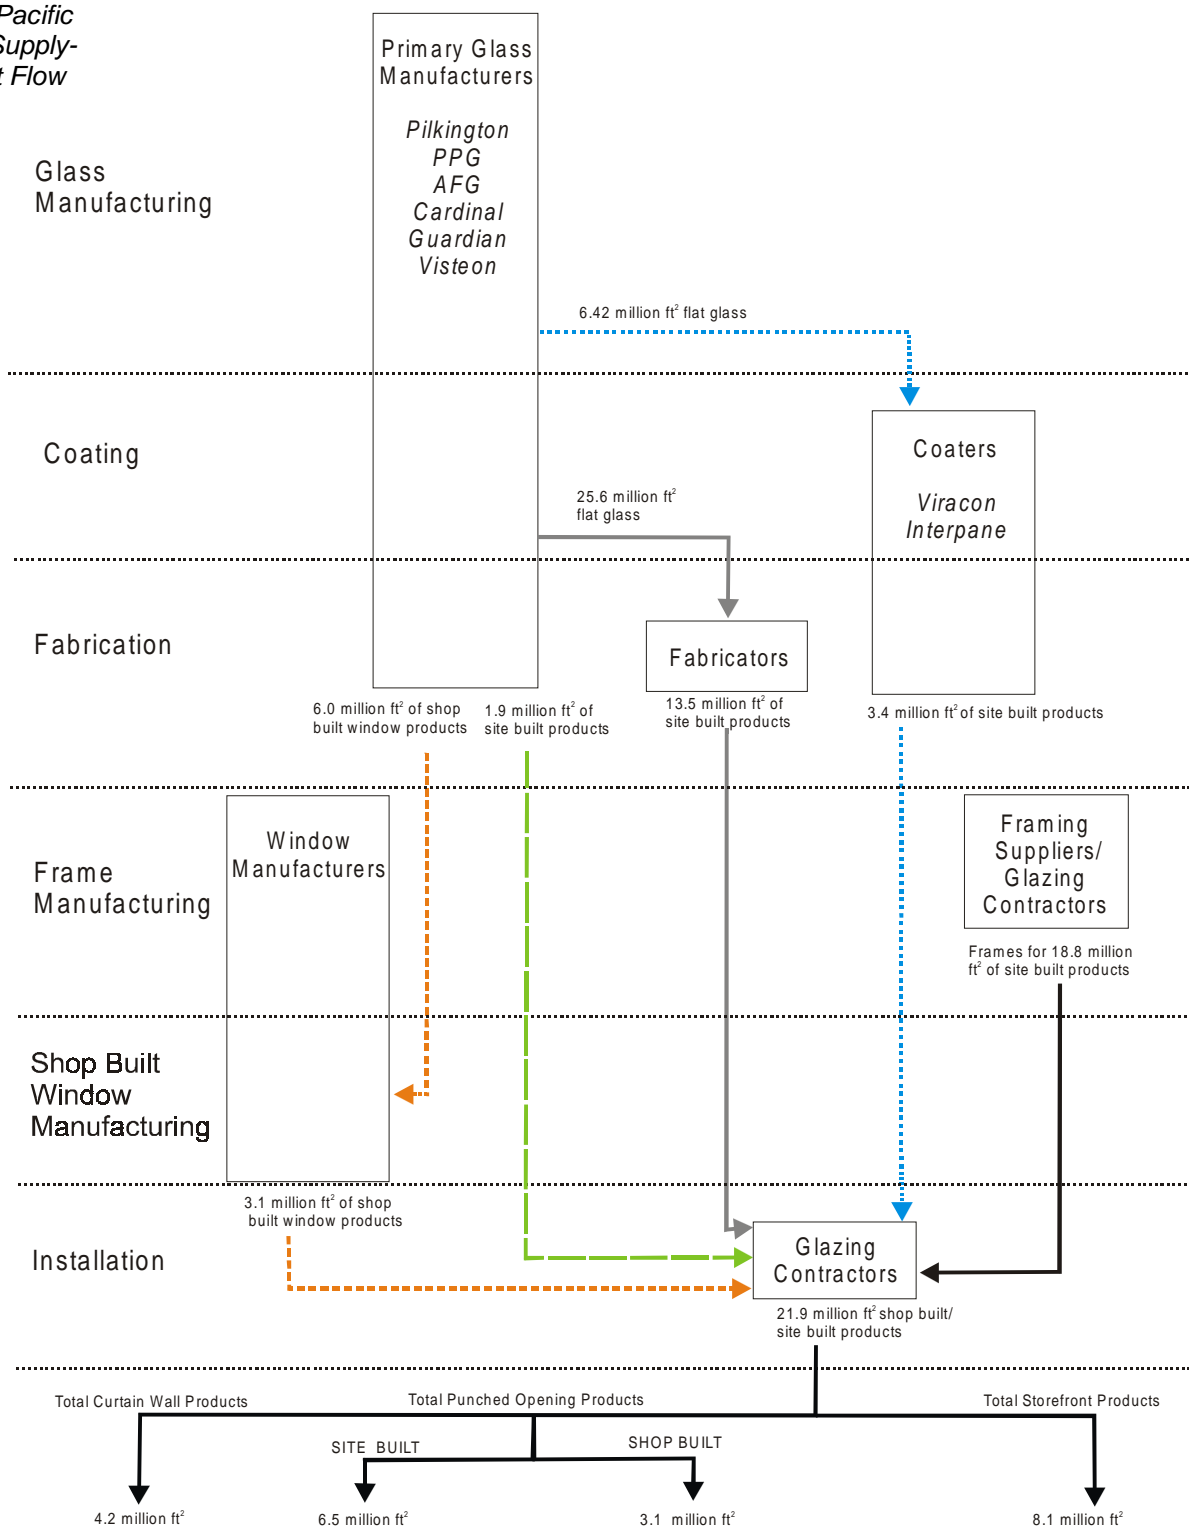 Pacific
Supply-
t Flow
Primary Glass
Manufacturers
Pilkington
PPG
AFG
Cardinal
Guardian
Visteon
Glass
Manufacturing
6.42 million ft² flat glass
Coating
Coaters
Viracon
Interpane
25.6 million ft²
flat glass
Fabrication
Fabricators
6.0 million ft² of shop
built window products
1.9 million ft² of
site built products
13.5 million ft² of
site built products
3.4 million ft² of site built products
Window
Manufacturers
Framing
Suppliers/
Glazing
Contractors
Frame
Manufacturing
Frames for 18.8 million
ft² of site built products
Shop Built
Window
Manufacturing
3.1 million ft² of shop
built window products
Installation
Glazing
Contractors
21.9 million ft² shop built/
site built products
Total Curtain Wall Products
Total Punched Opening Products
Total Storefront Products
SITE BUILT
SHOP BUILT
4.2 million ft²
6.5 million ft²
3.1 million ft²
8.1 million ft²